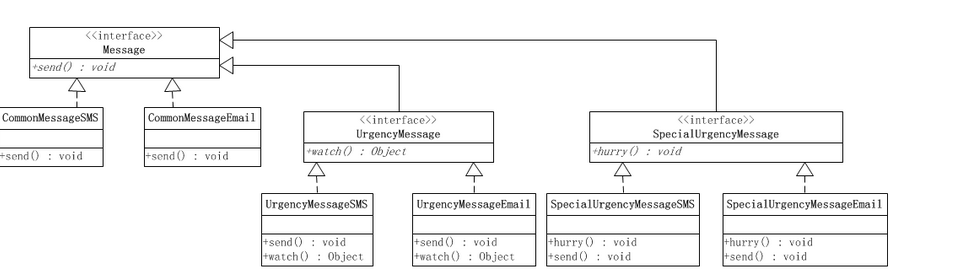 <<interface>>
Message
+send() : void
CommonMessageSMS
+send() : void
CommonMessageEmail
+send() : void
<<interface>>
UrgencyMessage
+watch() : Object
<<interface>>
SpecialUrgencyMessage
+hurry() : void
UrgencyMessageSMS
+send() : void
+watch() : Object
UrgencyMessageEmail
+send() : void
+watch() : Object
SpecialUrgencyMessageSMS
+hurry() : void
+send() : void
SpecialUrgencyMessageEmail
+hurry() : void
+send() : void